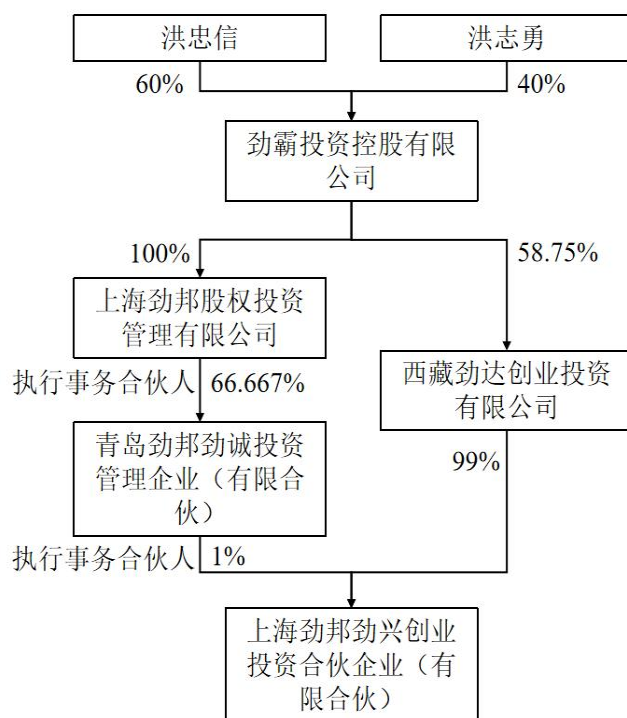 洪忠信
洪志勇
60%
40%
劲霸投资控股有限
公司
100%
58.75%
上海劲邦股权投资
管理有限公司
执行事务合伙人
66.667%
西藏劲达创业投资
有限公司
青岛劲邦劲诚投资
管理企业（有限合
伙）
99%
执行事务合伙人
1%
上海劲邦劲兴创业
投资合伙企业（有
限合伙）